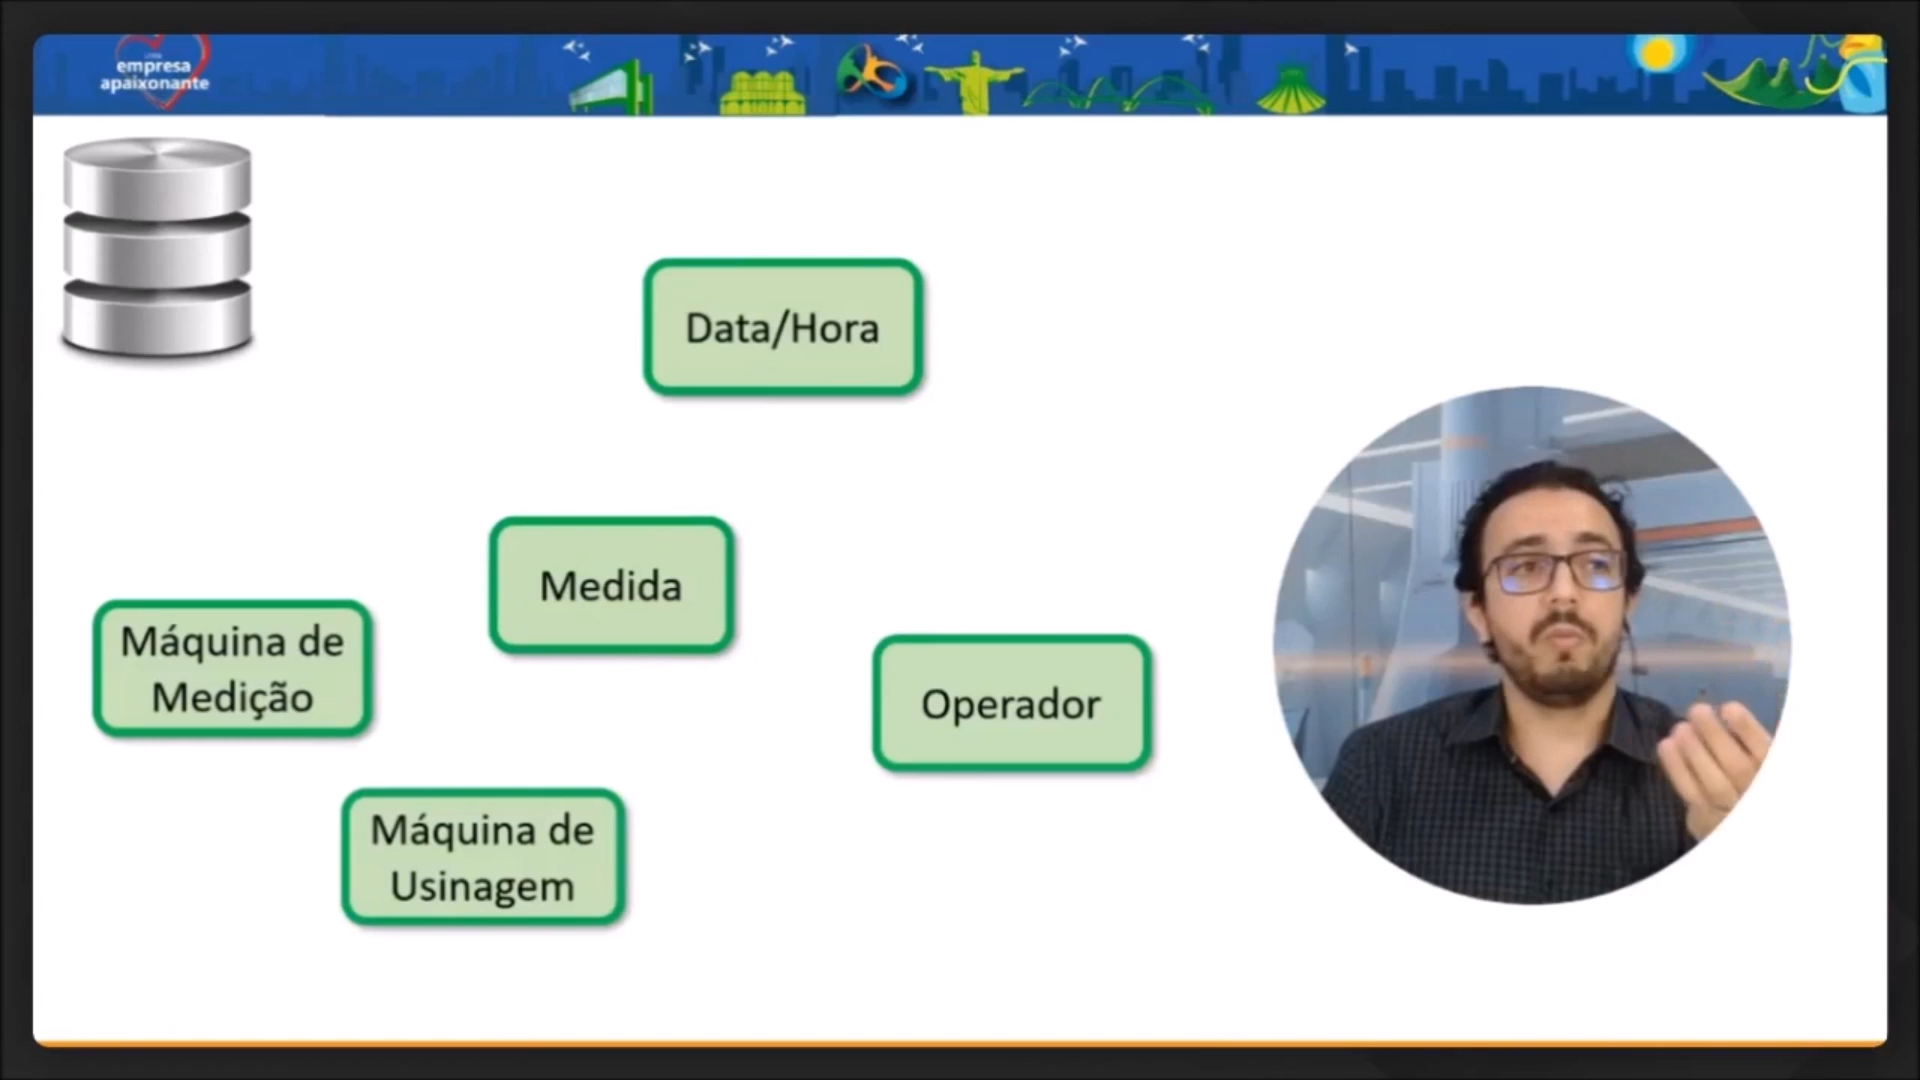 empresa
apaixonante
Data/Hora
Medida
Máquina de
Medição
Operador
Máquina de
Usinagem